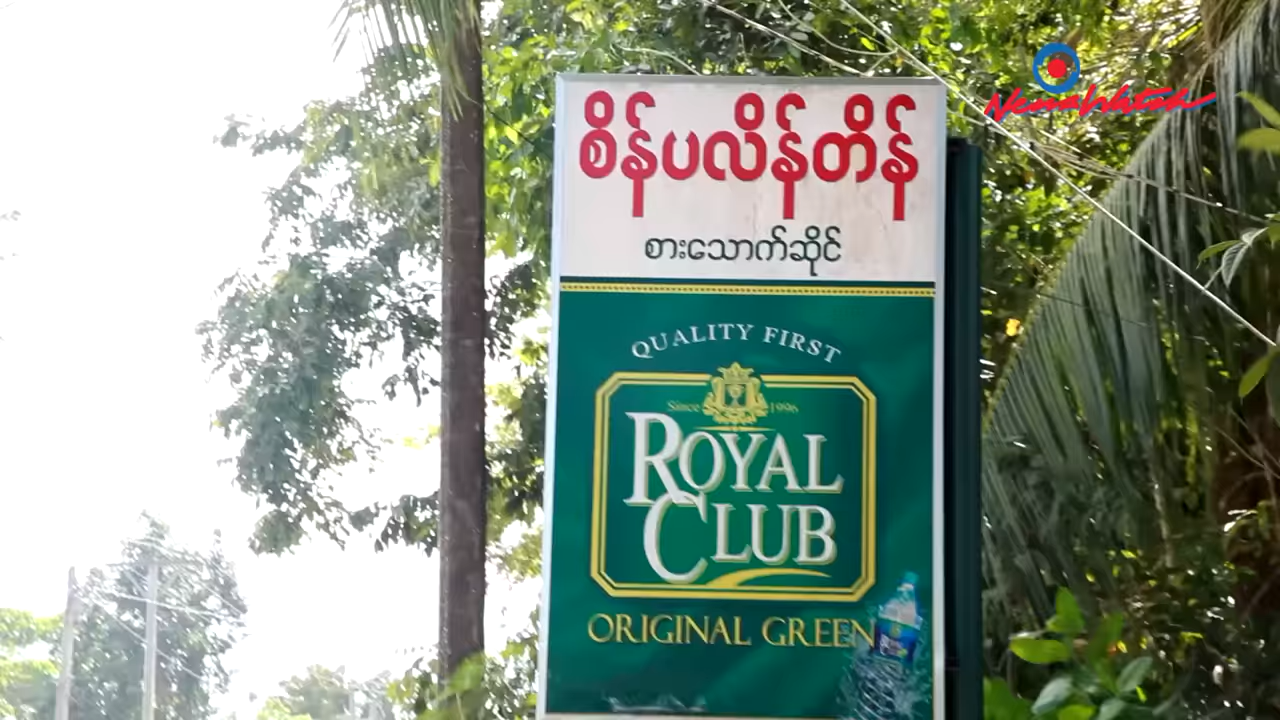 NewsWatch
စိန်ပလိန်တိန်
စားသောက်ဆိုင်
QUALITY FIRST
Since 1996
ROYAL
CLUB
ORIGINAL GREEN